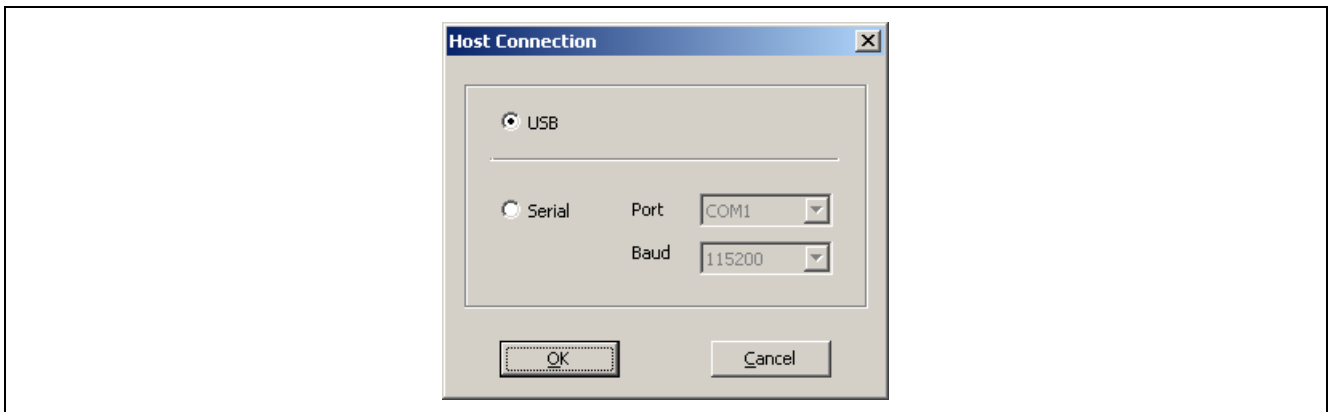 Host Connection
USB
Serial Port COM1
Baud 115200
OK Cancel